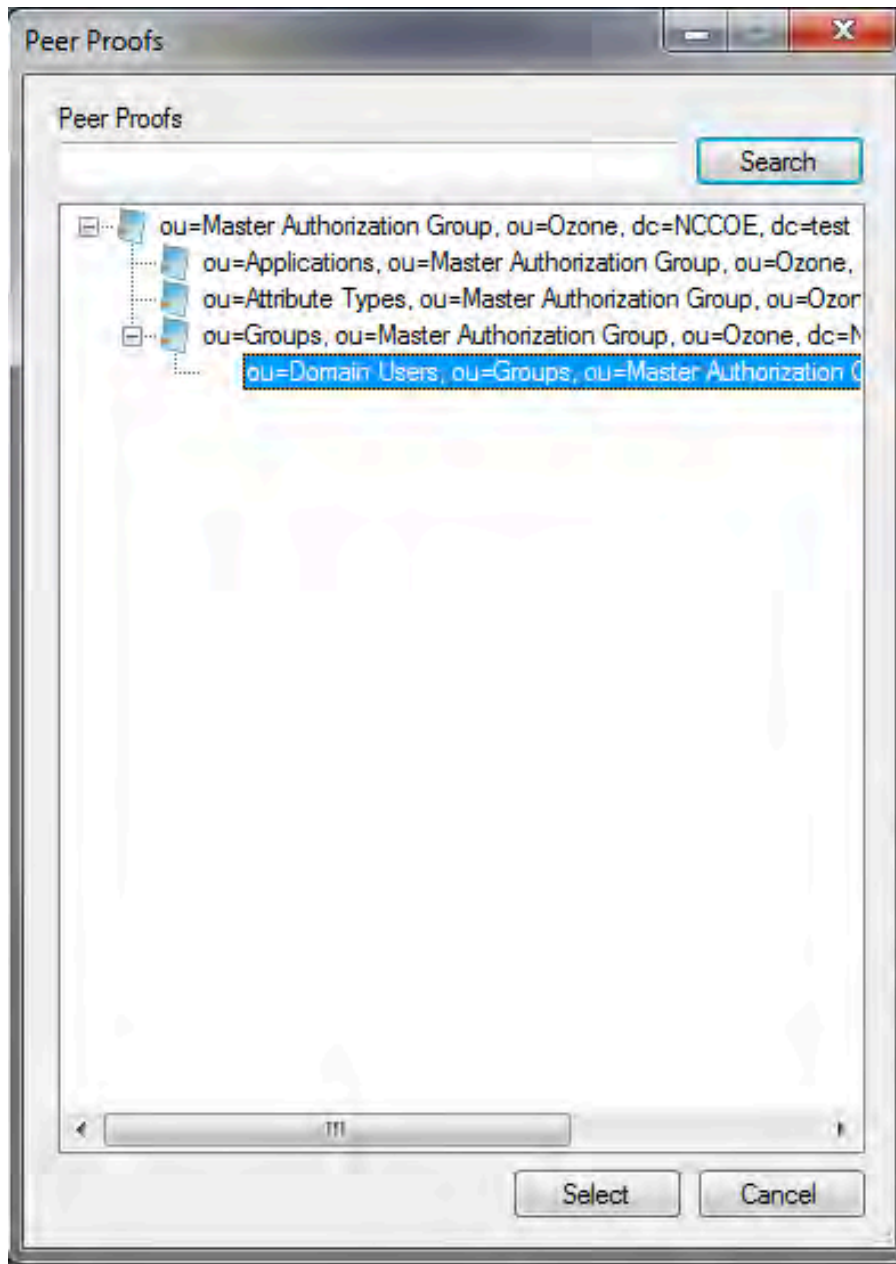 Peer Proofs
Peer Proofs
Search
ou=Master Authorization Group, ou=Ozone, dc=NCCOE, dc=test
ou=Applications, ou=Master Authorization Group, ou=Ozone,
ou=Attribute Types, ou=Master Authorization Group, ou=Ozon
ou=Groups, ou=Master Authorization Group, ou=Ozone, dc=N
ou=Domain Users, ou=Groups, ou=Master Authorization G
Select
Cancel